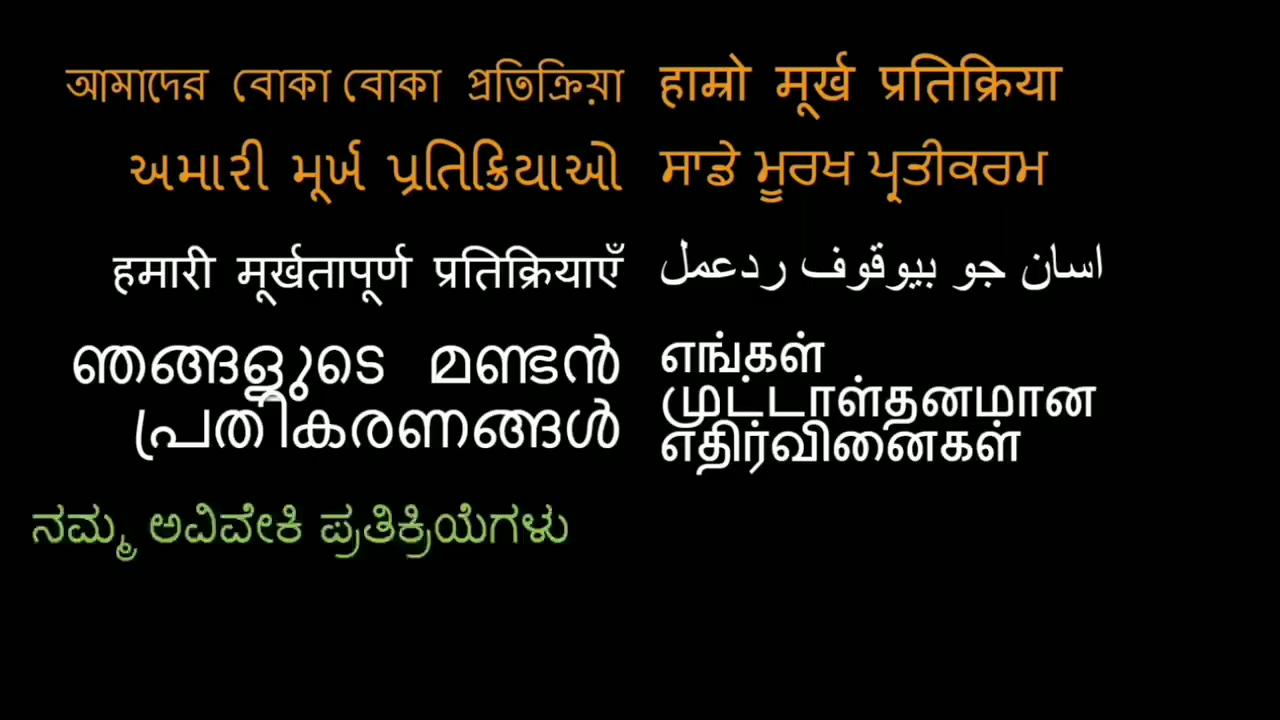 আমাদের বোকা বোকা প্রতিক্রিয়া
हाम्रो मूर्ख प्रतिक्रिया
અમારી મૂર્ખ પ્રતિક્રિયાઓ
ਸਾਡੇ ਮੂਰਖ ਪ੍ਰਤੀਕਰਮ
हमारी मूर्खतापूर्ण प्रतिक्रियाएँ
اسان جو بيوقوف ردعمل
ഞങ്ങളുടെ മണ്ടൻ
പ്രതികരണങ്ങൾ
எங்கள்
முட்டாள்தனமான
எதிர்வினைகள்
ನಮ್ಮ ಅವಿವೇಕಿ ಪ್ರತಿಕ್ರಿಯೆಗಳು